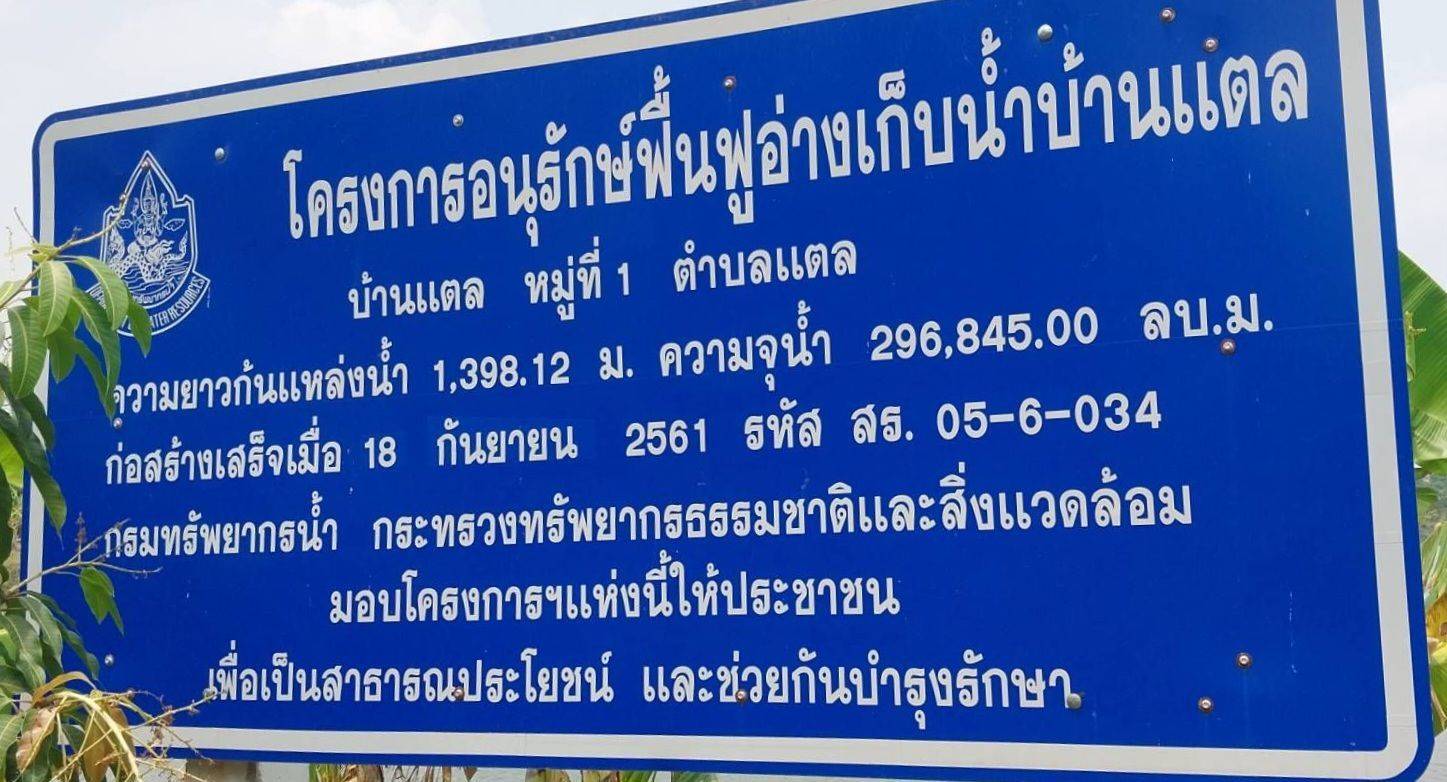 โครงการอนุรักษ์ฟื้นฟูอ่างเก็บน้ำบ้านแตล
บ้านแตล หมู่ที่ 1 ตำบลแตล
ความยาวก้นแหล่งน้ำ 1,398.12 ม. ความจุน้ำ 296,845.00 ลบ.ม.
ก่อสร้างเสร็จเมื่อ 18 กันยายน 2561 รหัส สร. 05-6-034
กรมทรัพยากรน้ำ กระทรวงทรัพยากรธรรมชาติและสิ่งแวดล้อม
มอบโครงการฯแห่งนี้ให้ประชาชน
เพื่อเป็นสาธารณประโยชน์ และช่วยกันบำรุงรักษา